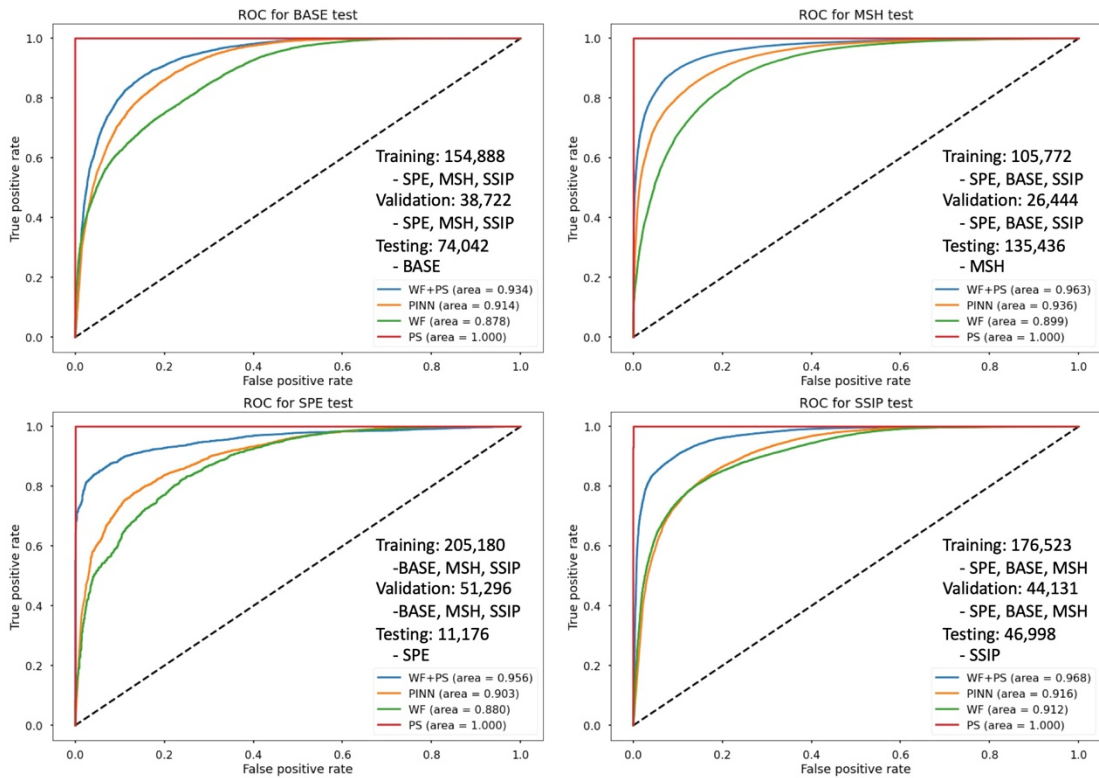 ROC for BASE test
1.0
0.8
0.6
0.4
0.2
0.0
True positive rate
Training: 154,888
- SPE, MSH, SSIP
Validation: 38,722
- SPE, MSH, SSIP
Testing: 74,042
- BASE
WF+PS (area = 0.934)
PINN (area = 0.914)
WF (area = 0.878)
PS (area = 1.000)
0.0 0.2 0.4 0.6 0.8 1.0
False positive rate
ROC for MSH test
1.0
0.8
0.6
0.4
0.2
0.0
True positive rate
Training: 105,772
- SPE, BASE, SSIP
Validation: 26,444
- SPE, BASE, SSIP
Testing: 135,436
- MSH
WF+PS (area = 0.963)
PINN (area = 0.936)
WF (area = 0.899)
PS (area = 1.000)
0.0 0.2 0.4 0.6 0.8 1.0
False positive rate
ROC for SPE test
1.0
0.8
0.6
0.4
0.2
0.0
True positive rate
Training: 205,180
-BASE, MSH, SSIP
Validation: 51,296
-BASE, MSH, SSIP
Testing: 11,176
- SPE
WF+PS (area = 0.956)
PINN (area = 0.903)
WF (area = 0.880)
PS (area = 1.000)
0.0 0.2 0.4 0.6 0.8 1.0
False positive rate
ROC for SSIP test
1.0
0.8
0.6
0.4
0.2
0.0
True positive rate
Training: 176,523
- SPE, BASE, MSH
Validation: 44,131
- SPE, BASE, MSH
Testing: 46,998
- SSIP
WF+PS (area = 0.968)
PINN (area = 0.916)
WF (area = 0.912)
PS (area = 1.000)
0.0 0.2 0.4 0.6 0.8 1.0
False positive rate